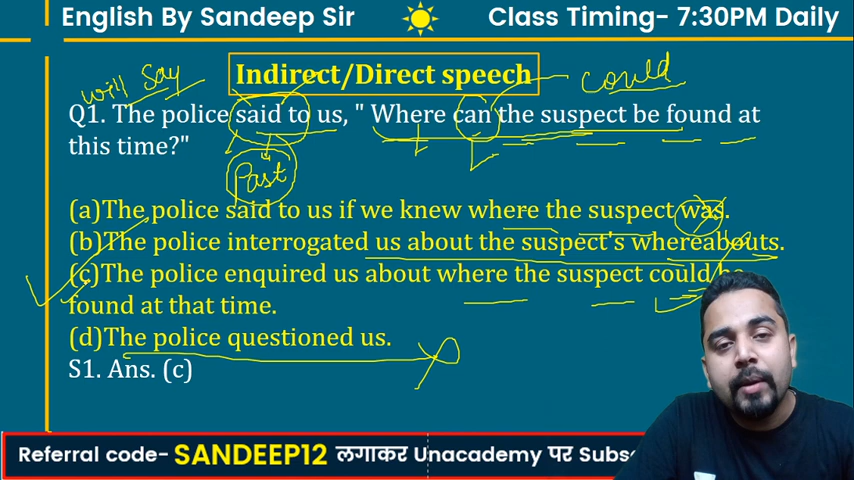 English By Sandeep Sir
Class Timing- 7:30PM Daily
Indirect/Direct speech
will say
could
Q1. The police said to us, " Where can the suspect be found at
this time?"
Past
(a)The police said to us if we knew where the suspect was.
(b)The police interrogated us about the suspect's whereabouts.
(c)The police enquired us about where the suspect could be
found at that time.
(d)The police questioned us.
S1. Ans. (c)
Referral code- SANDEEP12 लगाकर Unacademy पर